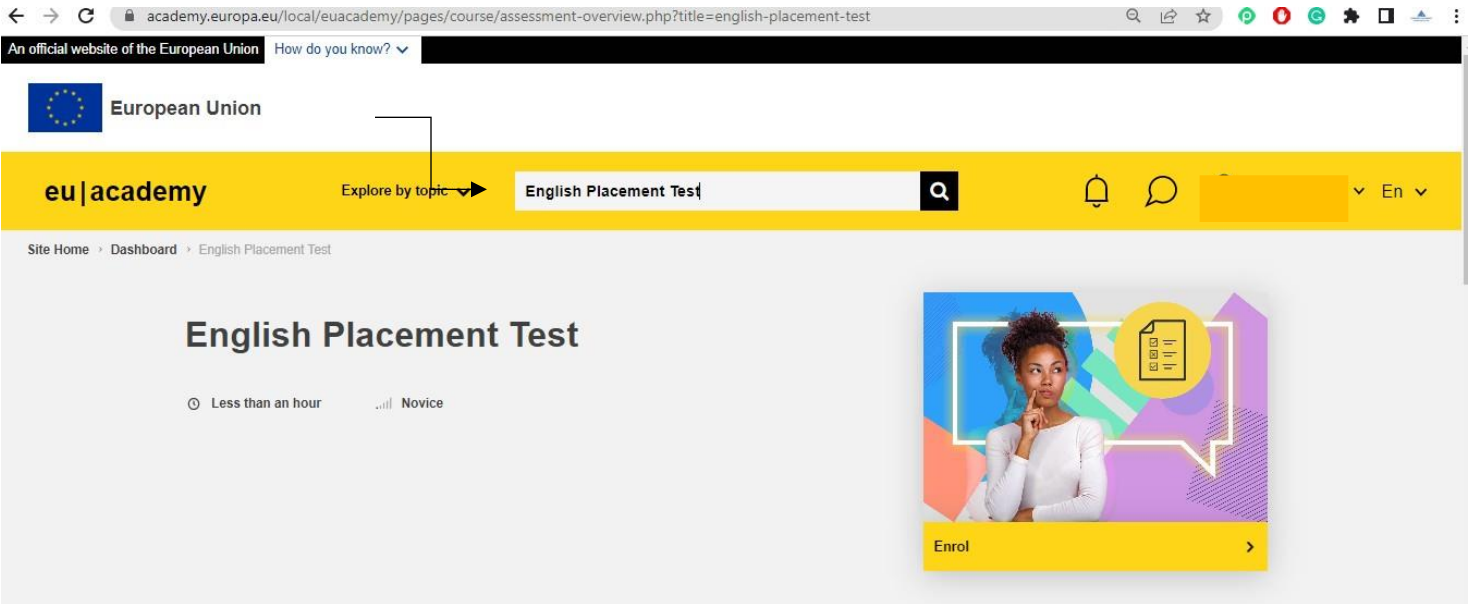 academy.europa.eu/local/euacademy/pages/course/assessment-overview.php?title=english-placement-test
An official website of the European Union How do you know?
European Union
eu|academy Explore by topic English Placement Test En
Site Home › Dashboard › English Placement Test
English Placement Test
Less than an hour Novice
Enrol